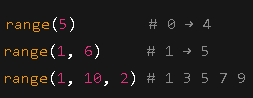 range(5)          # 0 → 4
range(1, 6)       # 1 → 5
range(1, 10, 2) # 1 3 5 7 9